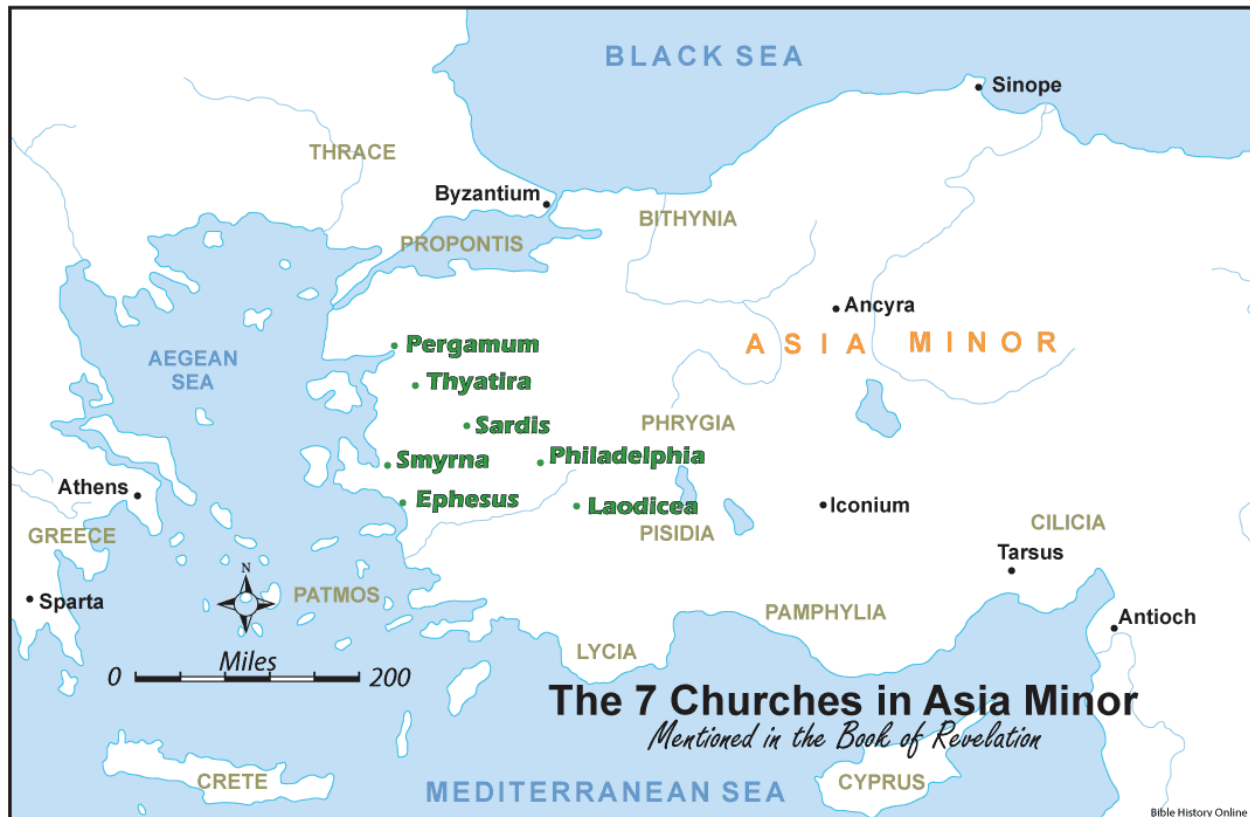 BLACK SEA
Sinope
THRACE
Byzantium
BITHYNIA
PROPONTIS
Ancyra
ASIA MINOR
AEGEAN
SEA
Pergamum
Thyatira
Sardis
PHRYGIA
Smyrna
Philadelphia
Athens
Ephesus
Laodicea
Iconium
GREECE
PISIDIA
CILICIA
Tarsus
N
PATMOS
Sparta
PAMPHYLIA
Antioch
LYCIA
Miles
0 200
The 7 Churches in Asia Minor
Mentioned in the Book of Revelation
CRETE
CYPRUS
MEDITERRANEAN SEA
Bible History Online